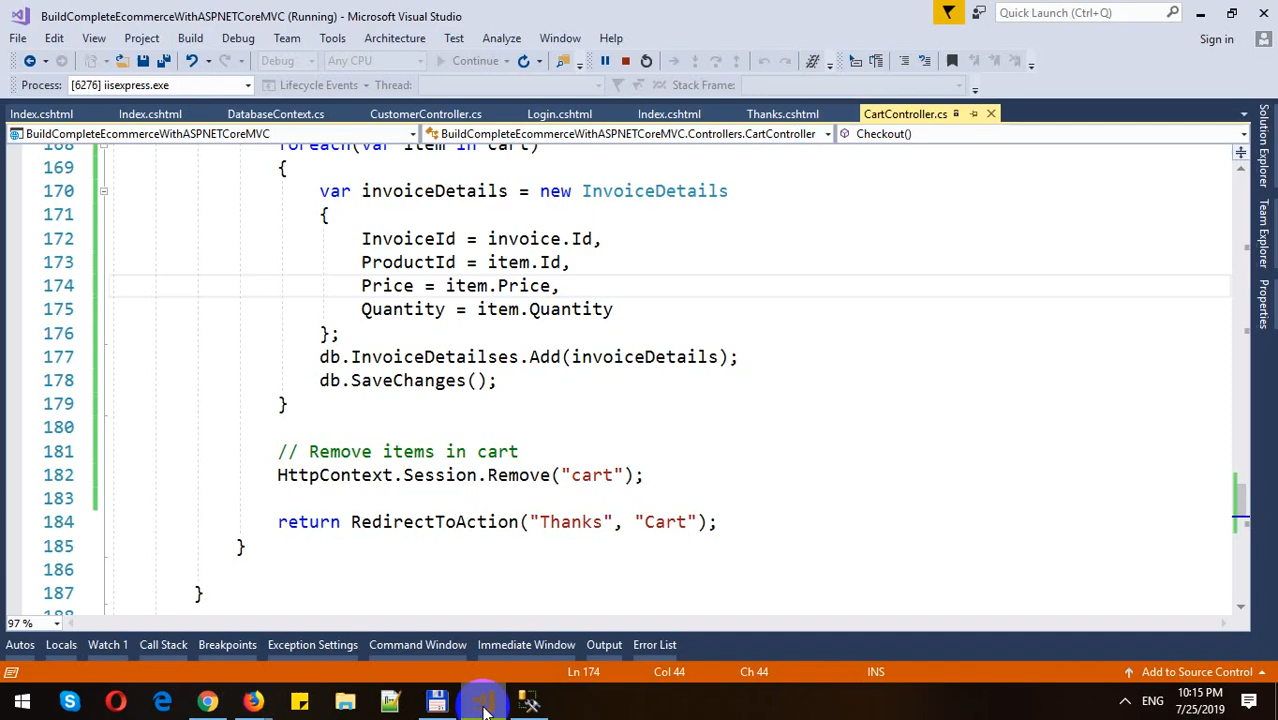 BuildCompleteEcommerceWithASPNETCoreMVC (Running) - Microsoft Visual Studio
Quick Launch (Ctrl+Q)
File Edit View Project Build Debug Team Tools Architecture Test Analyze Window Help
Sign in
Debug Any CPU Continue
Process: [6276] iisexpress.exe Lifecycle Events Thread: Stack Frame:
Index.cshtml Index.cshtml DatabaseContext.cs CustomerController.cs Login.cshtml Index.cshtml Thanks.cshtml CartController.cs
BuildCompleteEcommerceWithASPNETCoreMVC BuildCompleteEcommerceWithASPNETCoreMVC.Controllers.CartController Checkout()
168 foreach(var item in cart)
169 {
170 var invoiceDetails = new InvoiceDetails
171 {
172 InvoiceId = invoice.Id,
173 ProductId = item.Id,
174 Price = item.Price,
175 Quantity = item.Quantity
176 };
177 db.InvoiceDetailses.Add(invoiceDetails);
178 db.SaveChanges();
179 }
180
181 // Remove items in cart
182 HttpContext.Session.Remove("cart");
183
184 return RedirectToAction("Thanks", "Cart");
185 }
186
187 }
188
97 %
Solution Explorer
Team Explorer
Properties
Autos Locals Watch 1 Call Stack Breakpoints Exception Settings Command Window Immediate Window Output Error List
Ln 174 Col 44 Ch 44 INS Add to Source Control
ENG
10:15 PM
7/25/2019